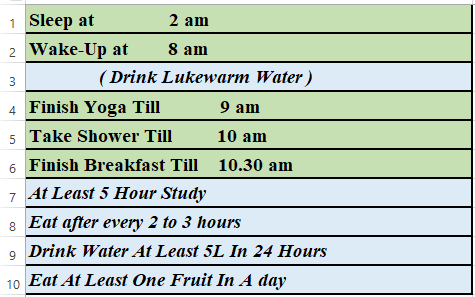 1 Sleep at 2 am
2 Wake-Up at 8 am
3 ( Drink Lukewarm Water )
4 Finish Yoga Till 9 am
5 Take Shower Till 10 am
6 Finish Breakfast Till 10.30 am
7 At Least 5 Hour Study
8 Eat after every 2 to 3 hours
9 Drink Water At Least 5L In 24 Hours
10 Eat At Least One Fruit In A day